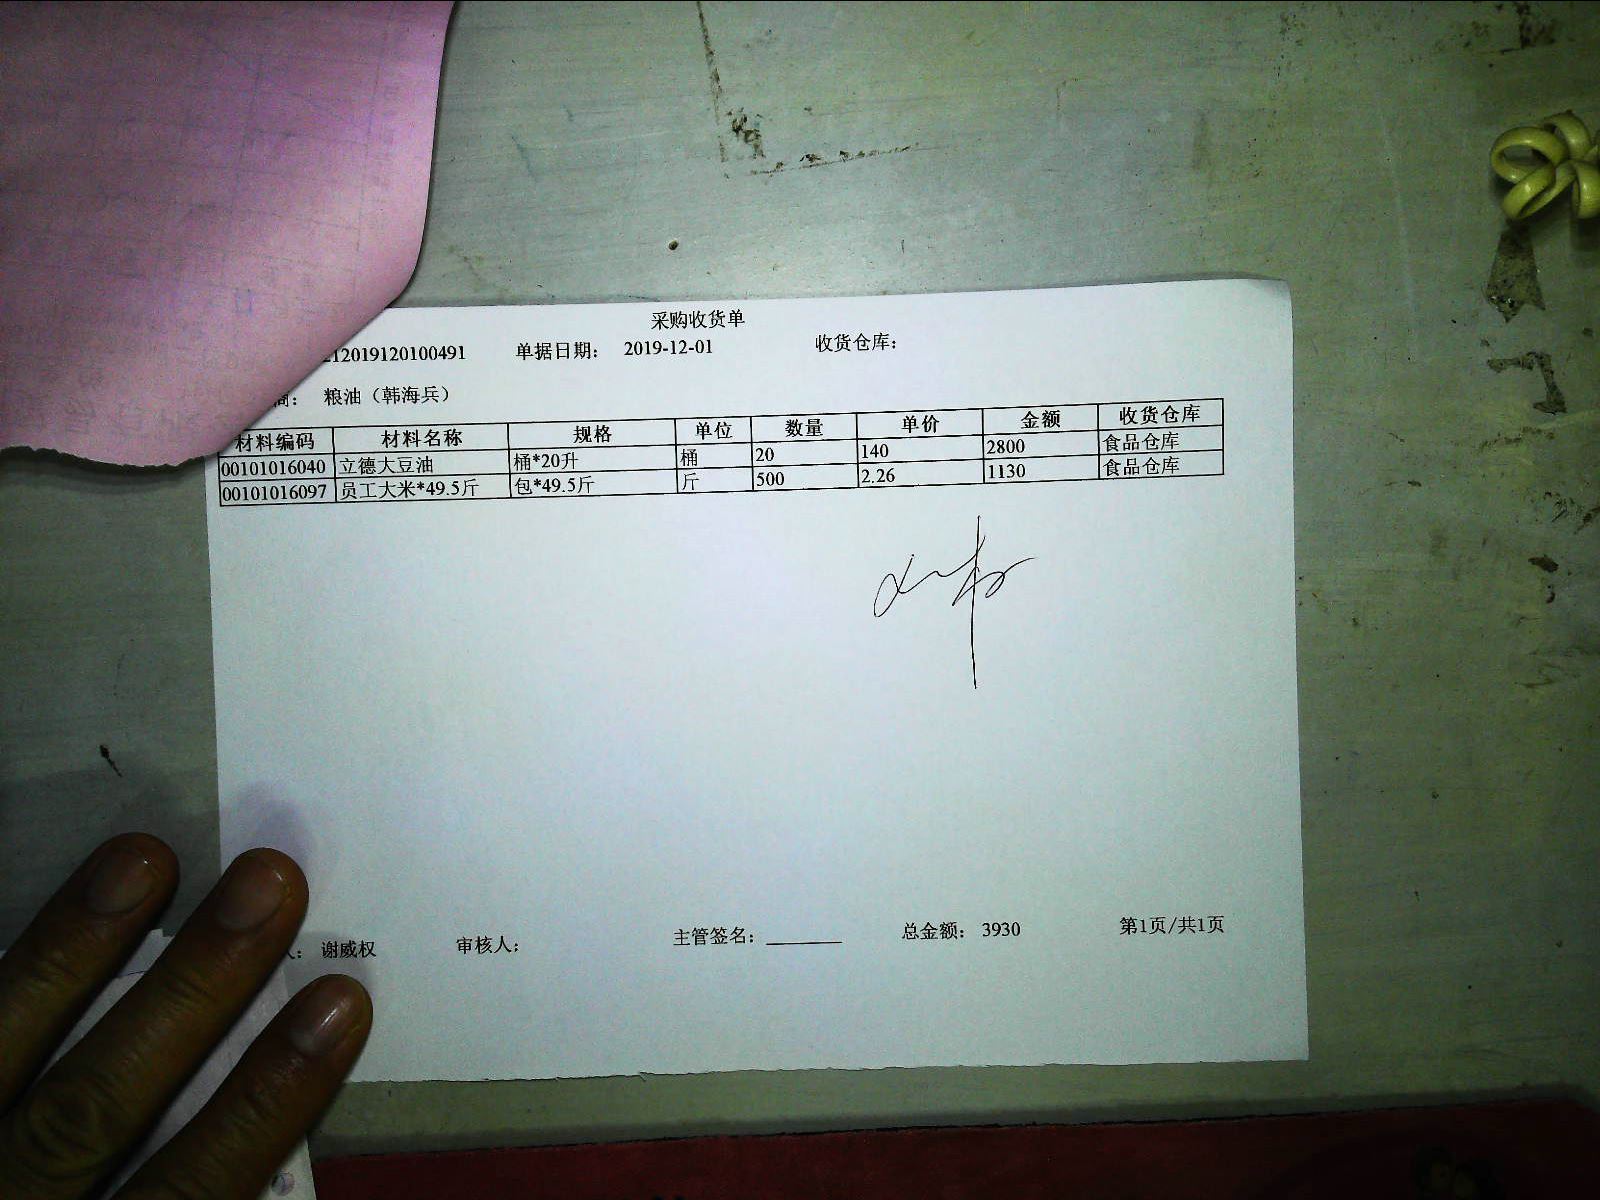 采购收货单
212019120100491 单据日期： 2019-12-01 收货仓库：
商： 粮油（韩海兵）
材料编码 材料名称 规格 单位 数量 单价 金额 收货仓库
00101016040 立德大豆油 桶*20升 桶 20 140 2800 食品仓库
00101016097 员工大米*49.5斤 包*49.5斤 斤 500 2.26 1130 食品仓库
人： 谢威权 审核人： 主管签名：________ 总金额： 3930 第1页/共1页